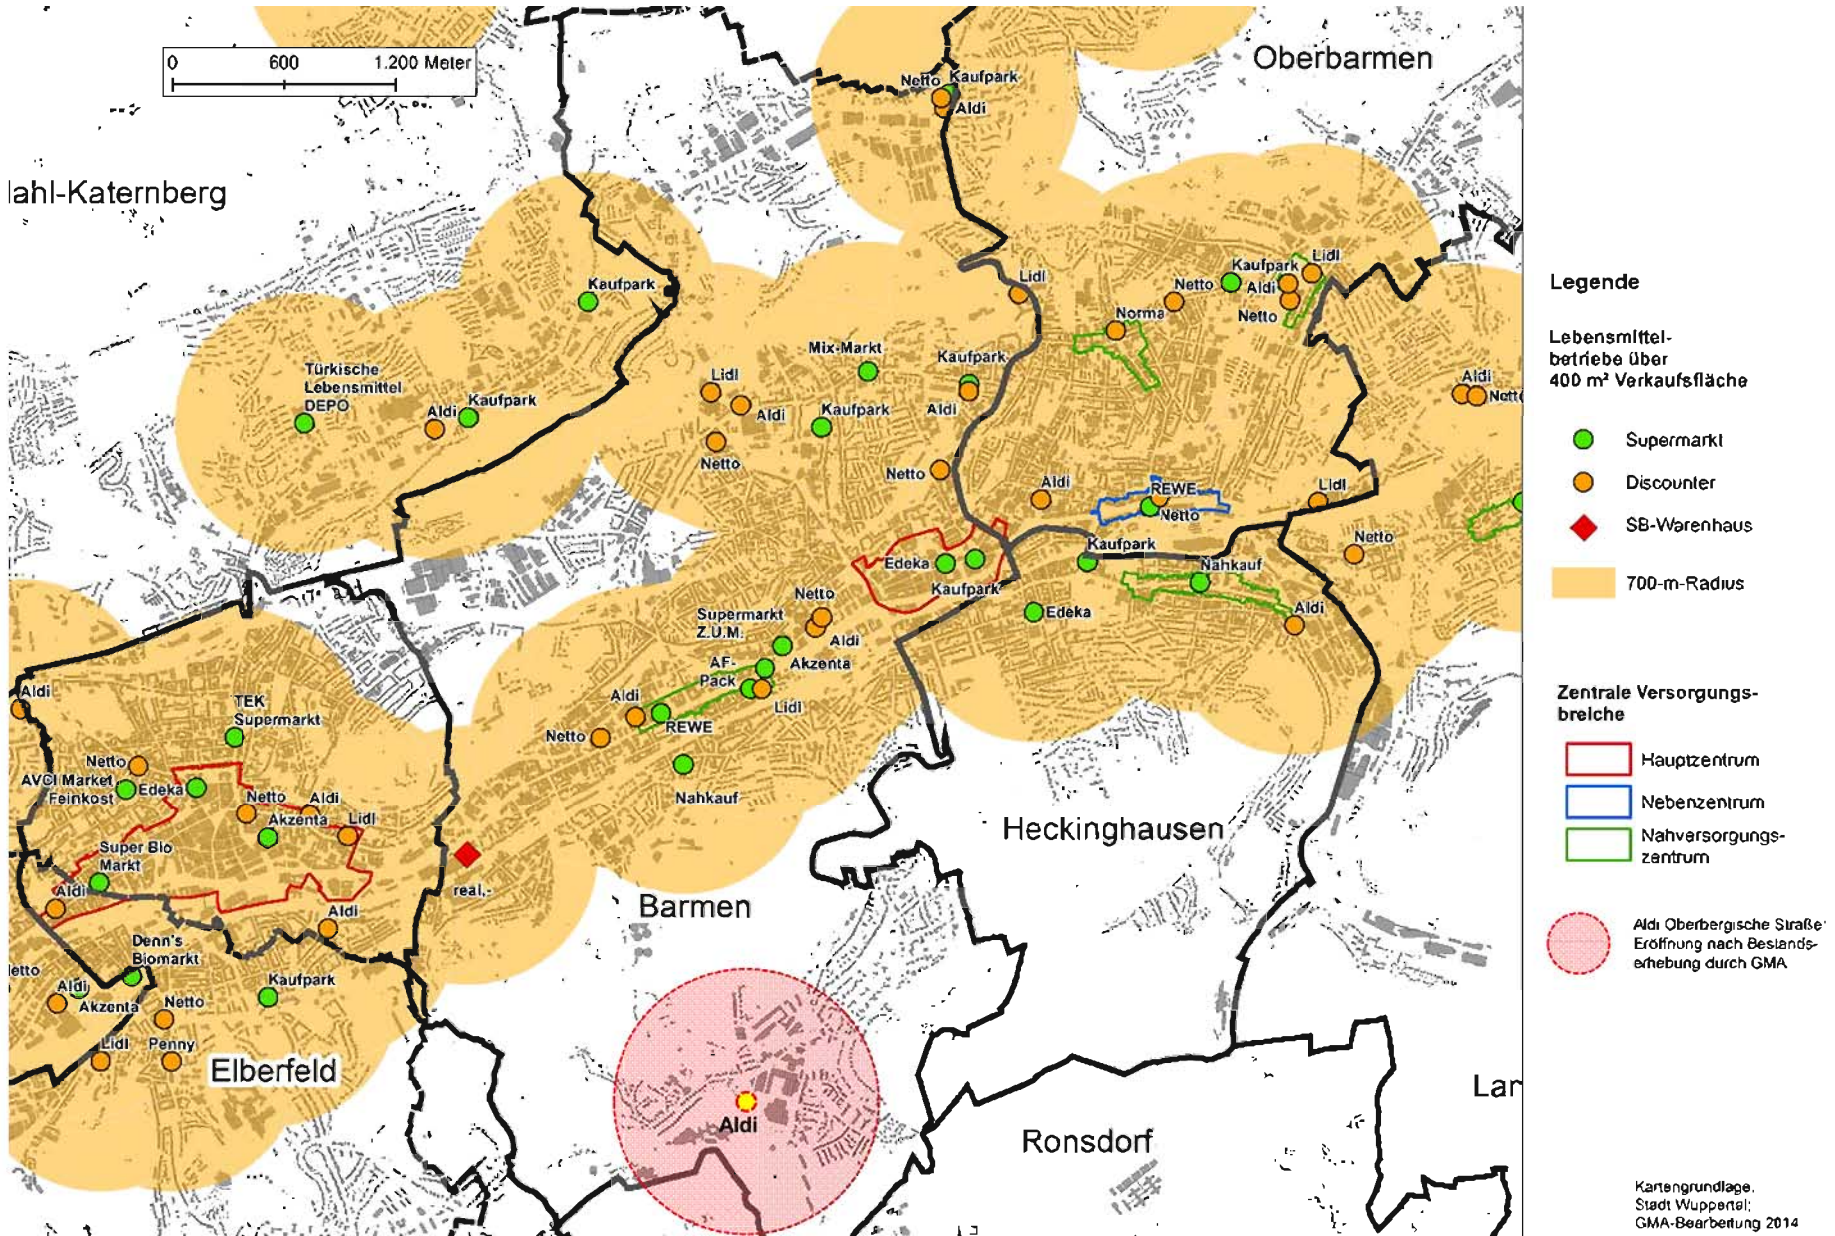 0 600 1.200 Meter
Oberbarmen
Netto Kaufpark
Aldi
lahl-Katernberg
Kaufpark
Lidl
Kaufpark Lidl
Netto Aldi
Netto
Norma
Mix-Markt
Kaufpark
Lidl
Aldi
Kaufpark
Aldi
Netto
Türkische
Lebensmittel
DEPO
Aldi Kaufpark
Aldi
Netto
Netto
Aldi
REWE
Netto
Lidl
Netto
Kaufpark
Nahkauf
Edeka
Kaufpark
Edeka
Aldi
Netto
Supermarkt
Z.U.M.
Aldi
Akzenta
AF-
Pack
Lidl
Aldi
REWE
Netto
Nahkauf
Aldi
TEK
Supermarkt
Netto
AVCI Market
Feinkost
Edeka
Netto Aldi
Akzenta Lidl
Super Bio
Markt
Aldi
real,-
Aldi
Denn's
Biomarkt
etto
Aldi
Akzenta
Netto
Kaufpark
Lidl Penny
Elberfeld
Barmen
Heckinghausen
Aldi
Ronsdorf
Lar
Legende
Lebensmittel-
betriebe über
400 m² Verkaufsfläche
Supermarkt
Discounter
SB-Warenhaus
700-m-Radius
Zentrale Versorgungs-
breiche
Hauptzentrum
Nebenzentrum
Nahversorgungs-
zentrum
Aldi Oberbergische Straße:
Eröffnung nach Bestands-
erhebung durch GMA
Kartengrundlage,
Stadt Wuppertal;
GMA-Bearbeitung 2014